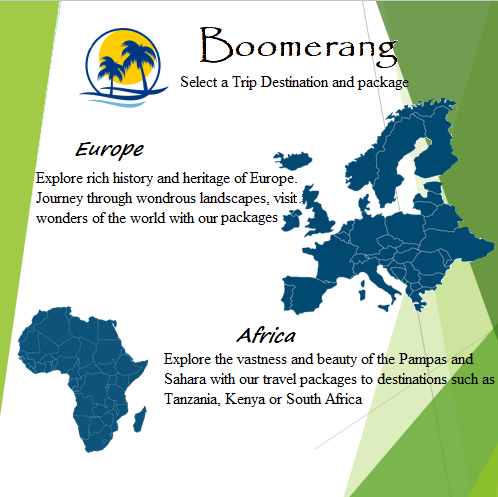 Boomerang
Select a Trip Destination and package
Europe
Explore rich history and heritage of Europe.
Journey through wondrous landscapes, visit
wonders of the world with our packages
Africa
Explore the vastness and beauty of the Pampas and
Sahara with our travel packages to destinations such as
Tanzania, Kenya or South Africa